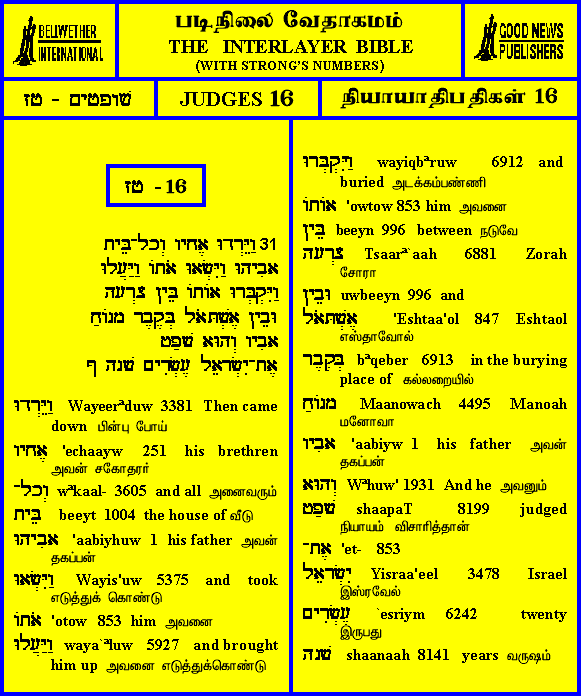 BELLWETHER
INTERNATIONAL
படிநிலை வேதாகமம்
THE INTERLAYER BIBLE
(WITH STRONG'S NUMBERS)
GOOD NEWS
PUBLISHERS
שׁופטים - טז
JUDGES 16
நியாயாதிபதிகள் 16
טז - 16
31 וַיֵּרְדוּ אֶחָיו וְכָל־בֵּית
אָבִיהוּ וַיִּשְׂאוּ אֹתוֹ וַיַּעֲלוּ
וַיִּקְבְּרוּ אוֹתוֹ בֵּין צָרְעָה
וּבֵין אֶשְׁתָּאֹל בְּקֶבֶר מָנוֹחַ
אָבִיו וְהוּא שָׁפַט
אֶת־יִשְׂרָאֵל עֶשְׂרִים שָׁנָה ף
וַיֵּרְדוּ Wayeerªduw 3381 Then came
down பின்பு போய்
אֶחָיו 'echaayw 251 his brethren
அவன் சகோதரர்
וְכָל־ wªkaal- 3605 and all அனைவரும்
בֵּית beeyt 1004 the house of வீடு
אָבִיהוּ 'aabiyhuw 1 his father அவன்
தகப்பன்
וַיִּשְׂאוּ Wayis'uw 5375 and took
எடுத்துக் கொண்டு
אֹתוֹ 'otow 853 him அவனை
וַיַּעֲלוּ waya`ªluw 5927 and brought
him up அவனை எடுத்துக்கொண்டு
וַיִּקְבְּרוּ wayiqbªruw 6912 and
buried அடக்கம்பண்ணி
אוֹתוֹ 'owtow 853 him அவனை
בֵּין beeyn 996 between நடுவே
צָרְעָה Tsaarª`aah 6881 Zorah
சோரா
וּבֵין uwbeeyn 996 and
אֶשְׁתָּאֹל 'Eshtaa'ol 847 Eshtaol
எஸ்தாவோல்
בְּקֶבֶר bªqeber 6913 in the burying
place of கல்லறையில்
מָנוֹחַ Maanowach 4495 Manoah
மனோவா
אָבִיו 'aabiyw 1 his father அவன்
தகப்பன்
וְהוּא Wªhuw' 1931 And he அவனும்
שָׁפַט shaapaT 8199 judged
நியாயம் விசாரித்தான்
אֶת־ 'et- 853
יִשְׂרָאֵל Yisraa'eel 3478 Israel
இஸ்ரவேல்
עֶשְׂרִים `esriym 6242 twenty
இருபது
שָׁנָה shaanaah 8141 years வருஷம்